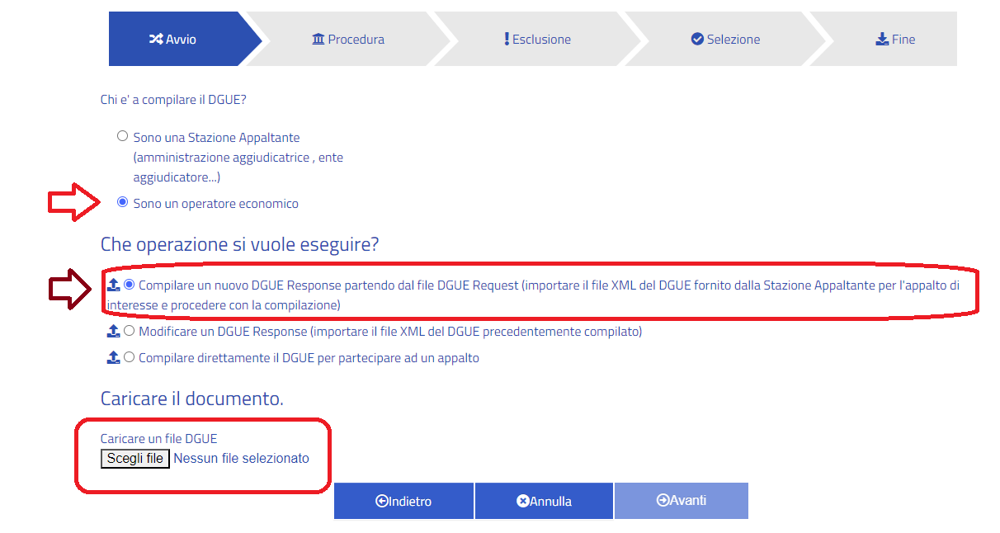 Avvio
Procedura
Esclusione
Selezione
Fine
Chi e' a compilare il DGUE?
Sono una Stazione Appaltante
(amministrazione aggiudicatrice , ente
aggiudicatore...)
Sono un operatore economico
Che operazione si vuole eseguire?
Compilare un nuovo DGUE Response partendo dal file DGUE Request (importare il file XML del DGUE fornito dalla Stazione Appaltante per l'appalto di
interesse e procedere con la compilazione)
Modificare un DGUE Response (importare il file XML del DGUE precedentemente compilato)
Compilare direttamente il DGUE per partecipare ad un appalto
Caricare il documento.
Caricare un file DGUE
Scegli file Nessun file selezionato
Indietro
Annulla
Avanti